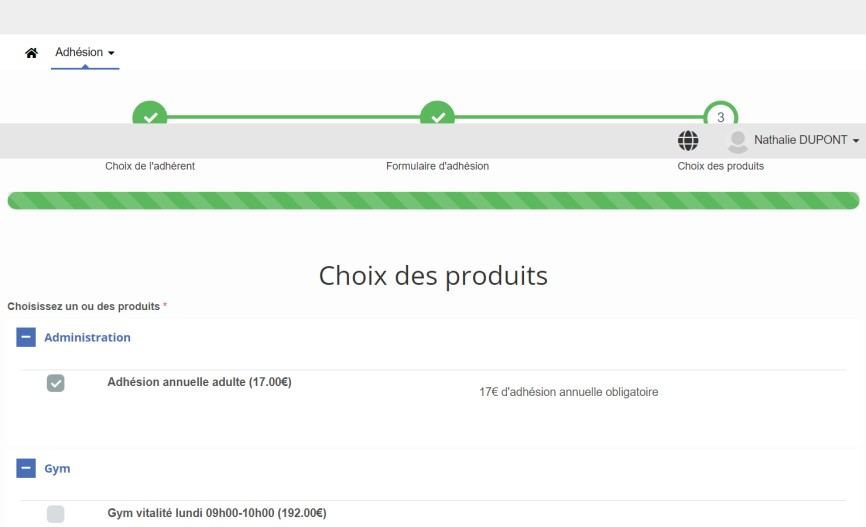 Adhésion
3
Nathalie DUPONT
Choix de l'adhérent
Formulaire d'adhésion
Choix des produits
Choix des produits
Choisissez un ou des produits *
Administration
Adhésion annuelle adulte (17.00€)
17€ d'adhésion annuelle obligatoire
Gym
Gym vitalité lundi 09h00-10h00 (192.00€)